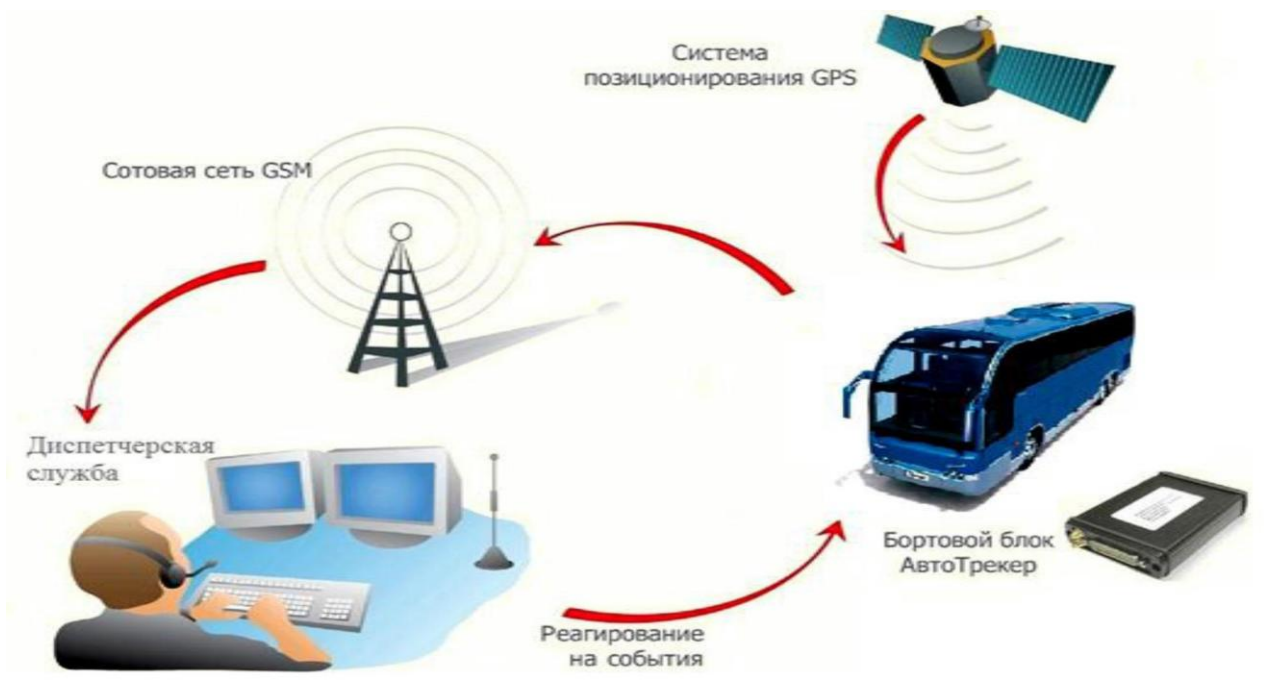 Система
позиционирования GPS
Сотовая сеть GSM
Диспетчерская
служба
Бортовой блок
АвтоТрекер
Реагирование
на события